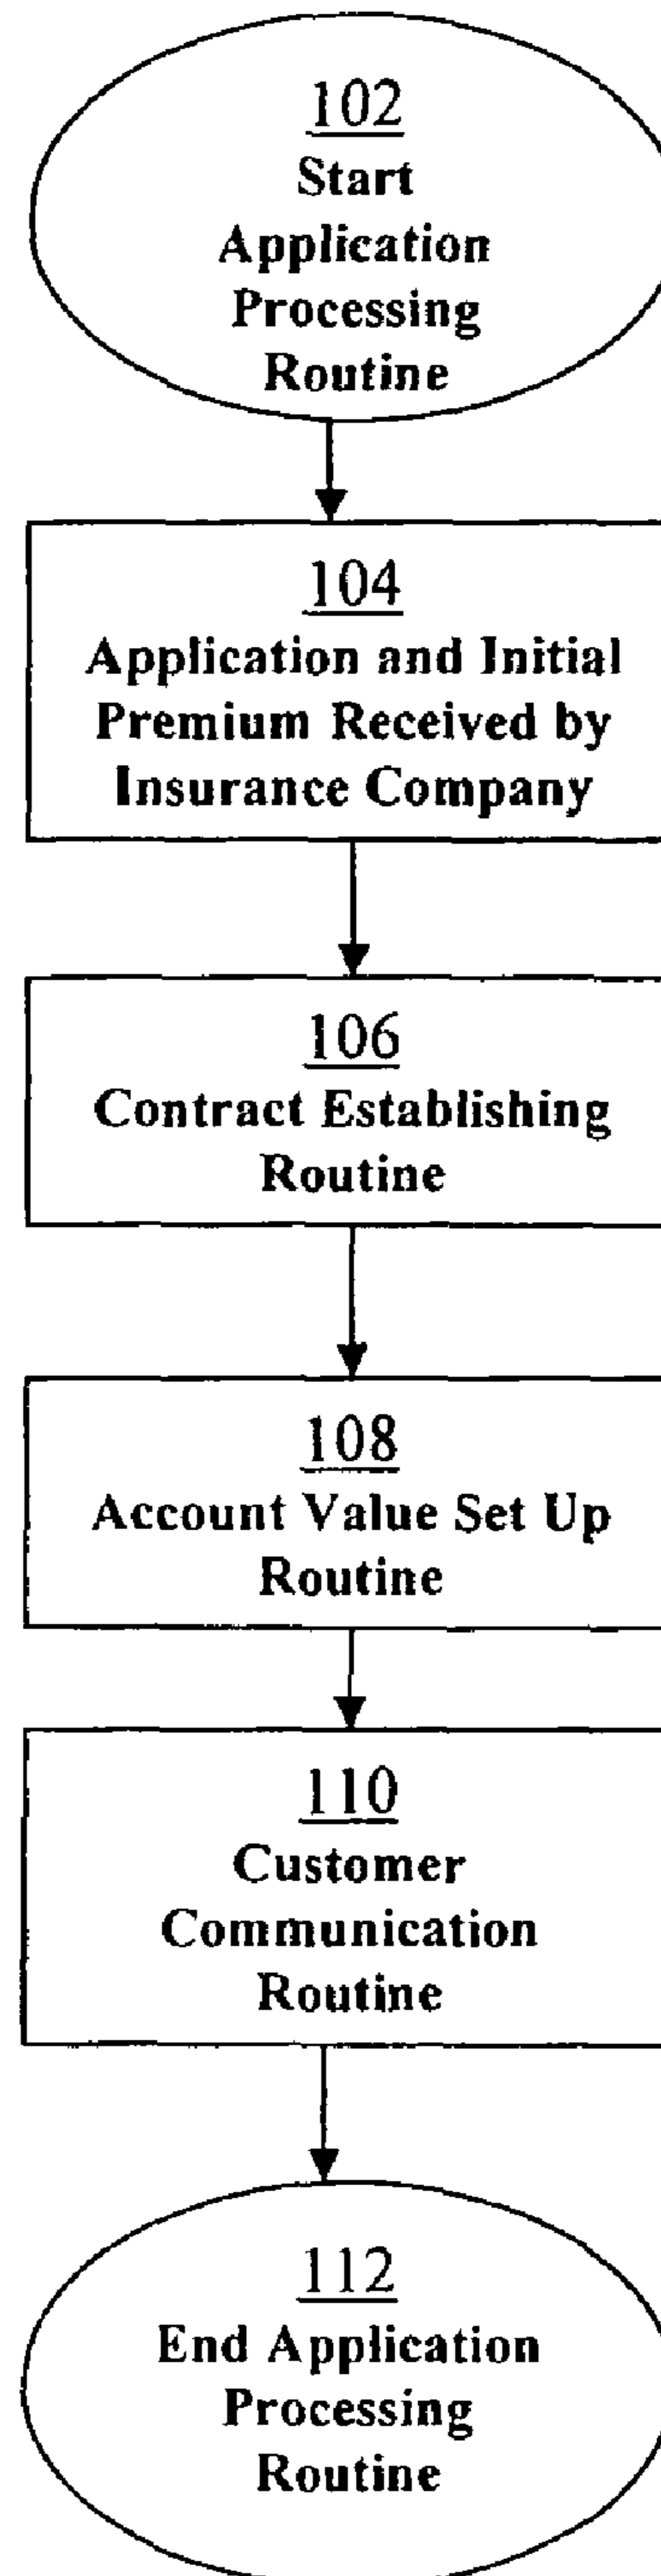 102
Start
Application
Processing
Routine
104
Application and Initial
Premium Received by
Insurance Company
106
Contract Establishing
Routine
108
Account Value Set Up
Routine
110
Customer
Communication
Routine
112
End Application
Processing
Routine